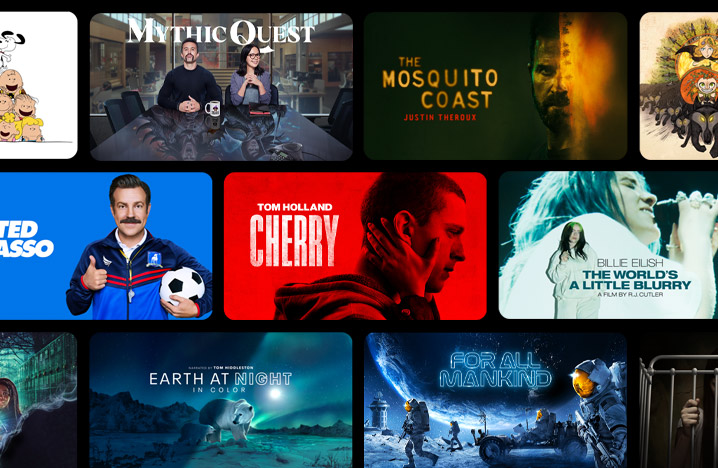 MYTHIC QUEST
THE
MOSQUITO
COAST
JUSTIN THEROUX
TED
ASSO
TOM HOLLAND
CHERRY
BILLIE EILISH
THE WORLD'S
A LITTLE BLURRY
A FILM BY R.J. CUTLER
NARRATED BY TOM HIDDLESTON
EARTH AT NIGHT
IN COLOR
FOR ALL
MANKIND